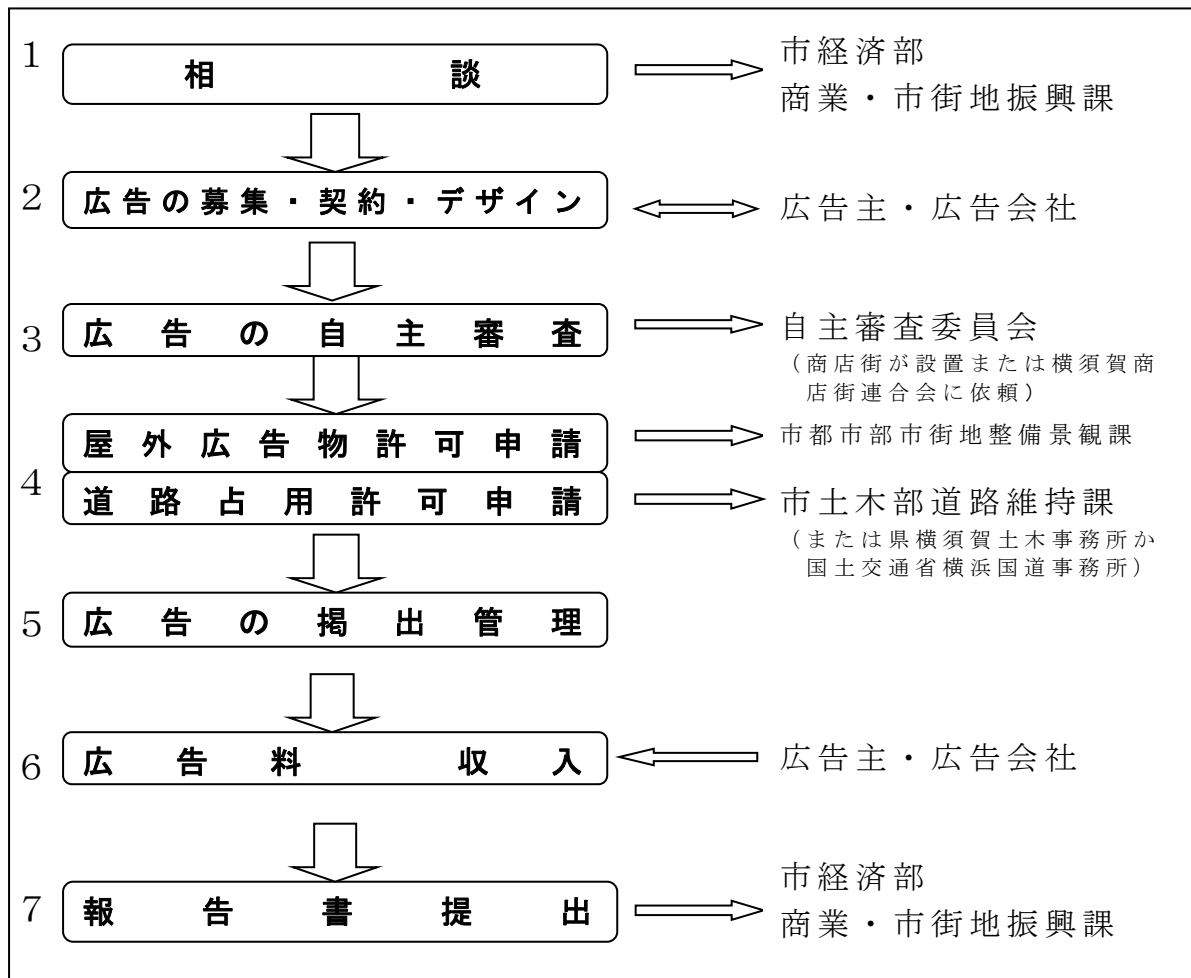 1
相談
市経済部
商業・市街地振興課
2
広告の募集・契約・デザイン
広告主・広告会社
3
広告の自主審査
自主審査委員会
（商店街が設置または横須賀商
店街連合会に依頼）
4
屋外広告物許可申請
市都市部市街地整備景観課
道路占用許可申請
市土木部道路維持課
（または県横須賀土木事務所か
国土交通省横浜国道事務所）
5
広告の掲出管理
6
広告料　収入
広告主・広告会社
7
報告書提出
市経済部
商業・市街地振興課